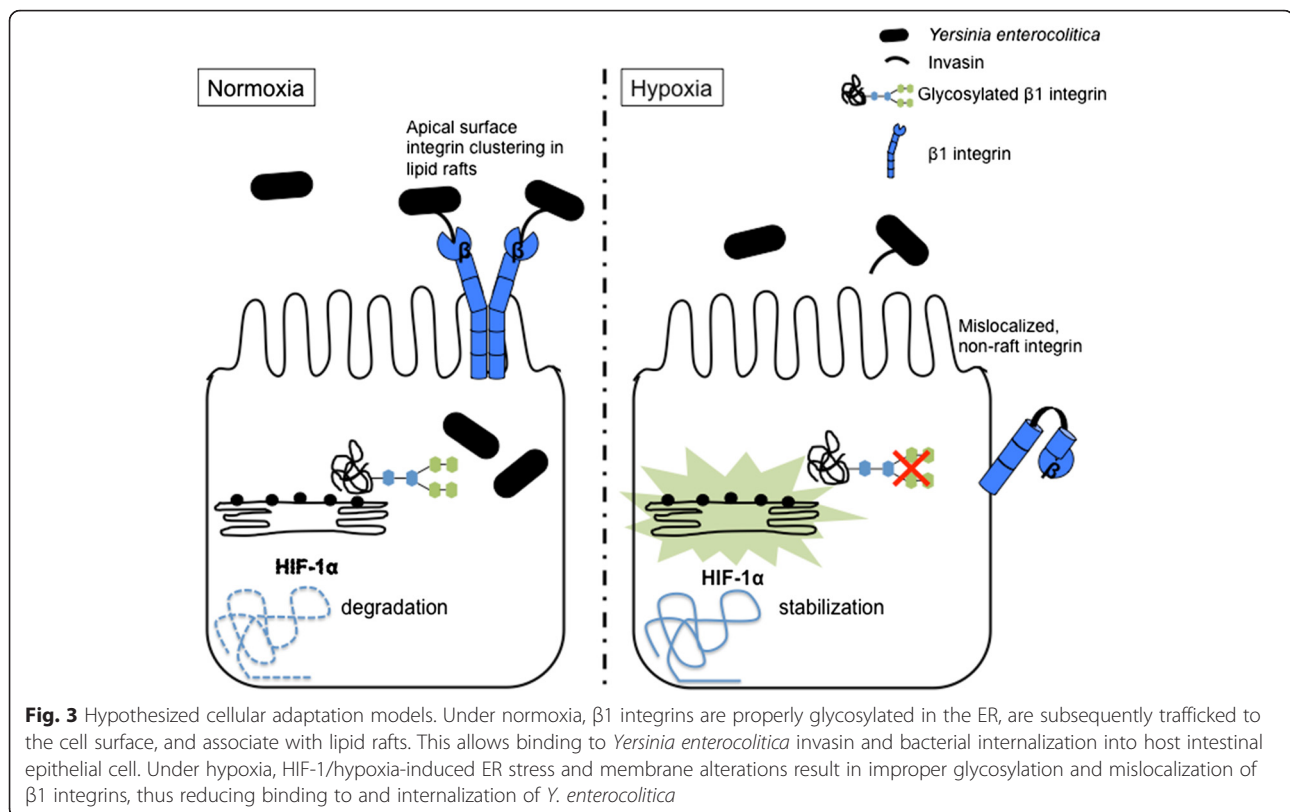 Yersinia enterocolitica
Invasin
Glycosylated β1 integrin
β1 integrin
Normoxia
Hypoxia
Apical surface
integrin clustering in
lipid rafts
β
β
Mislocalized,
non-raft integrin
β
HIF-1α
degradation
HIF-1α
stabilization
Fig. 3 Hypothesized cellular adaptation models. Under normoxia, β1 integrins are properly glycosylated in the ER, are subsequently trafficked to
the cell surface, and associate with lipid rafts. This allows binding to Yersinia enterocolitica invasin and bacterial internalization into host intestinal
epithelial cell. Under hypoxia, HIF-1/hypoxia-induced ER stress and membrane alterations result in improper glycosylation and mislocalization of
β1 integrins, thus reducing binding to and internalization of Y. enterocolitica